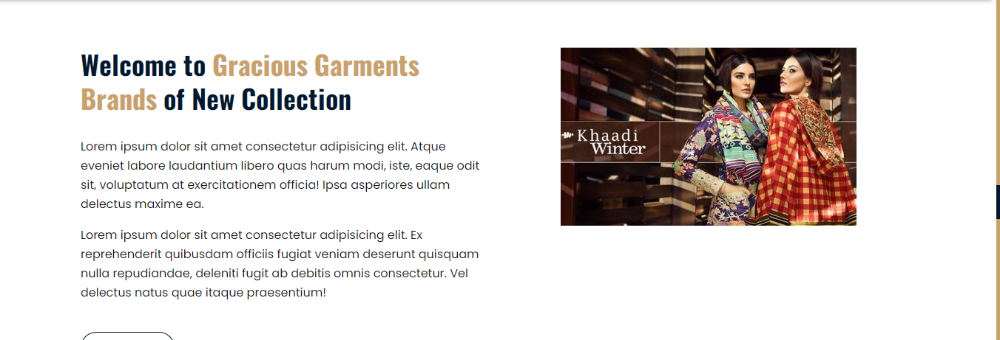 Welcome to Gracious Garments
Brands of New Collection
Lorem ipsum dolor sit amet consectetur adipisicing elit. Atque
eveniet labore laudantium libero quas harum modi, iste, eaque odit
sit, voluptatum at exercitationem officia! Ipsa asperiores ullam
delectus maxime ea.
Lorem ipsum dolor sit amet consectetur adipisicing elit. Ex
reprehenderit quibusdam officiis fugiat veniam deserunt quisquam
nulla repudiandae, deleniti fugit ab debitis omnis consectetur. Vel
delectus natus quae itaque praesentium!
Khaadi
Winter